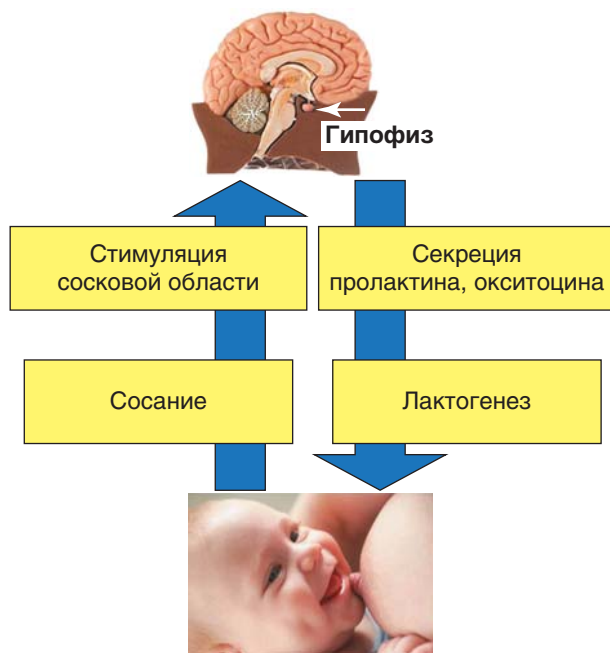 Гипофиз
Стимуляция
сосковой области
Секреция
пролактина, окситоцина
Сосание
Лактогенез